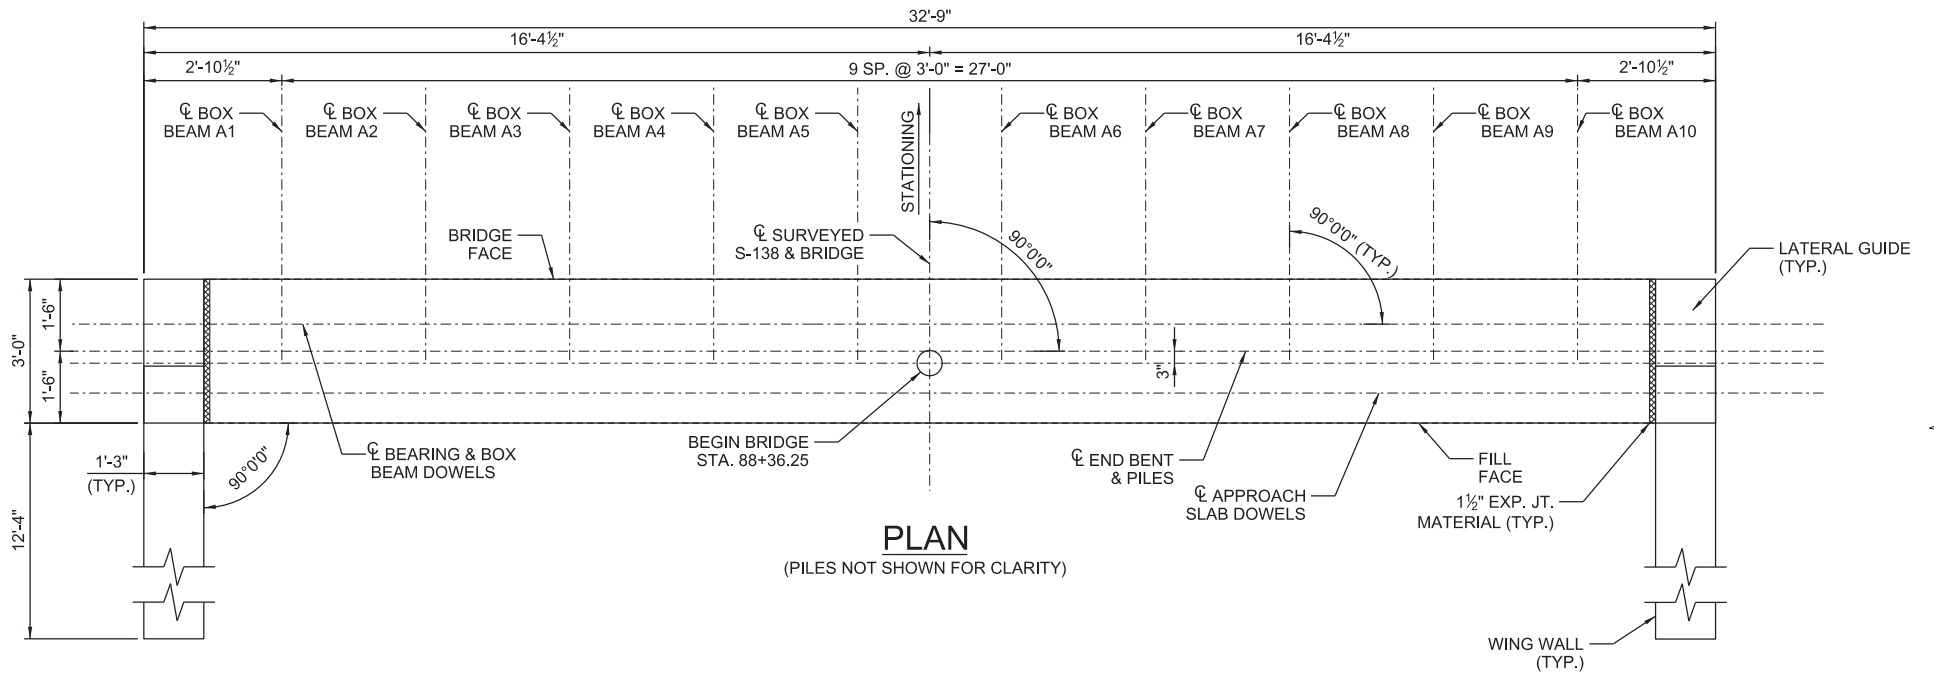 32'-9"
16'-4½"
16'-4½"
2'-10½"
9 SP. @ 3'-0" = 27'-0"
2'-10½"
℄ BOX
BEAM A1
℄ BOX
BEAM A2
℄ BOX
BEAM A3
℄ BOX
BEAM A4
℄ BOX
BEAM A5
STATIONING
℄ BOX
BEAM A6
℄ BOX
BEAM A7
℄ BOX
BEAM A8
℄ BOX
BEAM A9
℄ BOX
BEAM A10
BRIDGE
FACE
℄ SURVEYED
S-138 & BRIDGE
90°0'0"
90°0'0" (TYP.)
LATERAL GUIDE
(TYP.)
3'-0"
1'-6"
1'-6"
3"
1'-3"
(TYP.)
90°0'0"
℄ BEARING & BOX
BEAM DOWELS
BEGIN BRIDGE
STA. 88+36.25
℄ END BENT
& PILES
℄ APPROACH
SLAB DOWELS
FILL
FACE
1½" EXP. JT.
MATERIAL (TYP.)
12'-4"
PLAN
(PILES NOT SHOWN FOR CLARITY)
WING WALL
(TYP.)